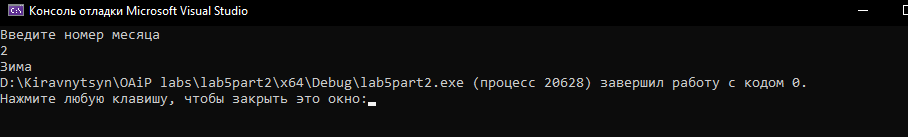 Консоль отладки Microsoft Visual Studio
Введите номер месяца
2
Зима
D:\Kiravnytsyn\OAiP labs\lab5part2\x64\Debug\lab5part2.exe (процесс 20628) завершил работу с кодом 0.
Нажмите любую клавишу, чтобы закрыть это окно: